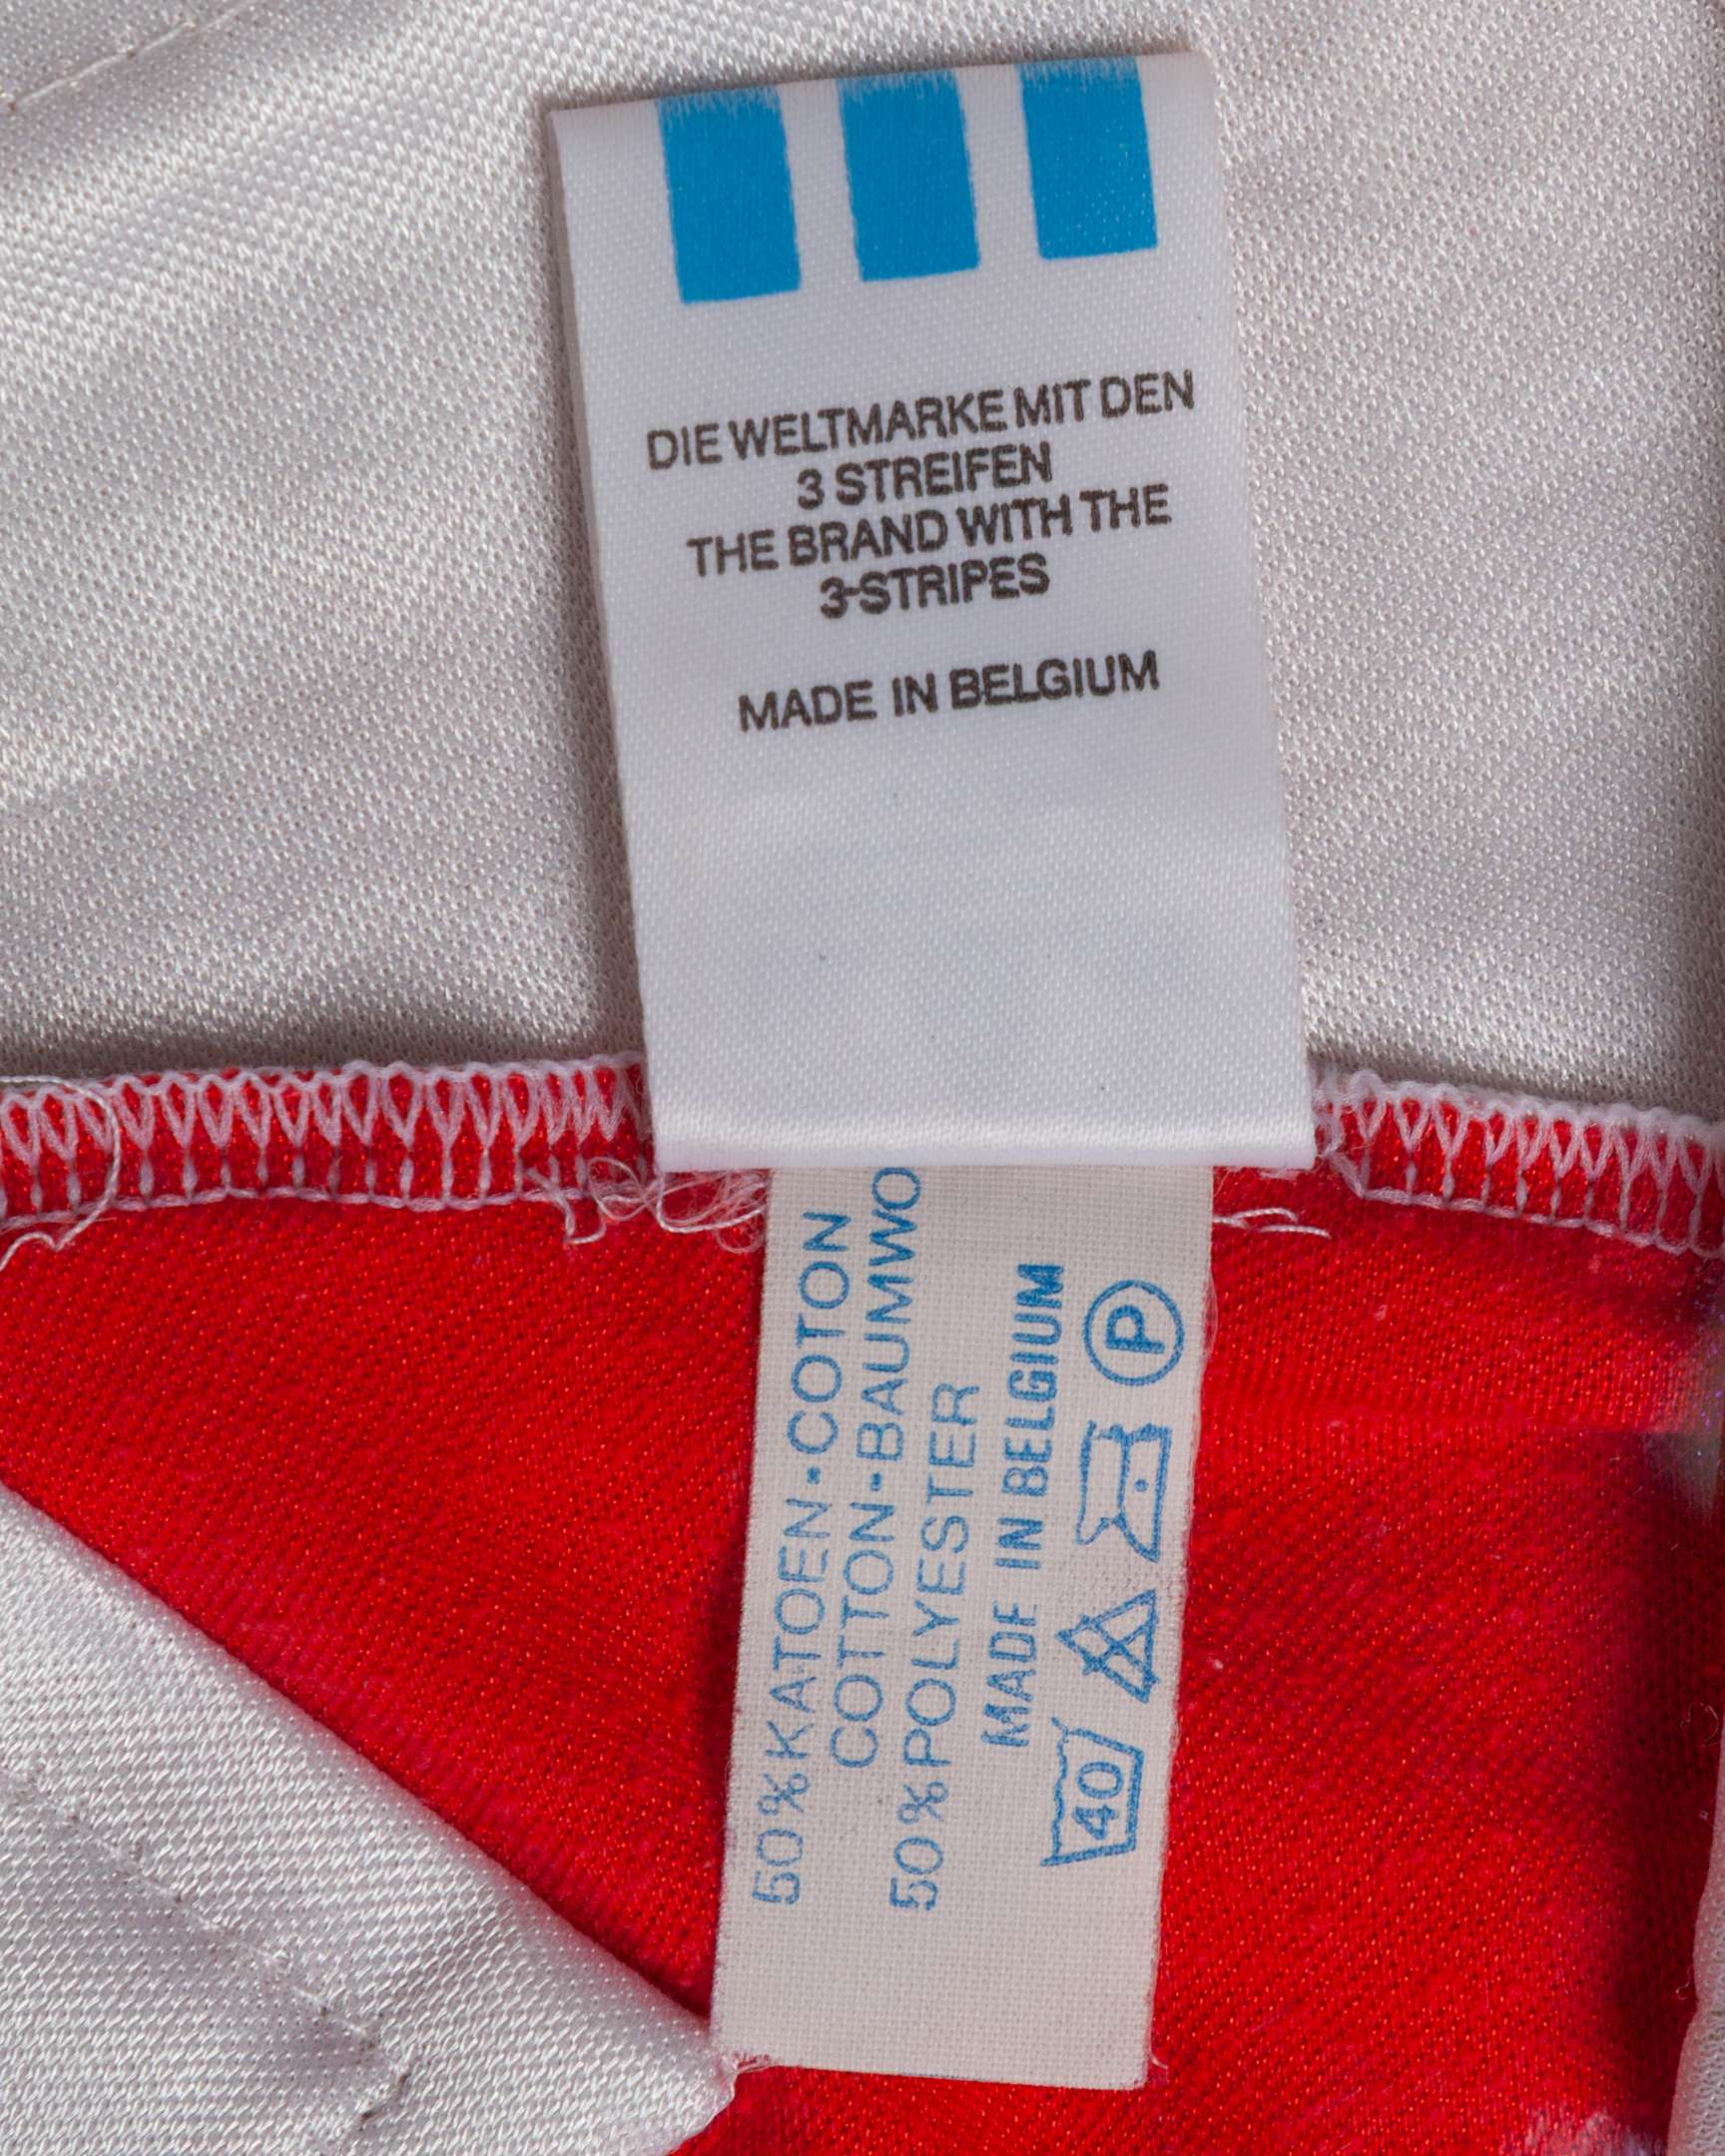 DIE WELTMARKE MIT DEN
3 STREIFEN
THE BRAND WITH THE
3-STRIPES
MADE IN BELGIUM
50% KATOEN-COTON
COTTON-BAUMWO
50% POLYESTER
MADE IN BELGIUM
40
P